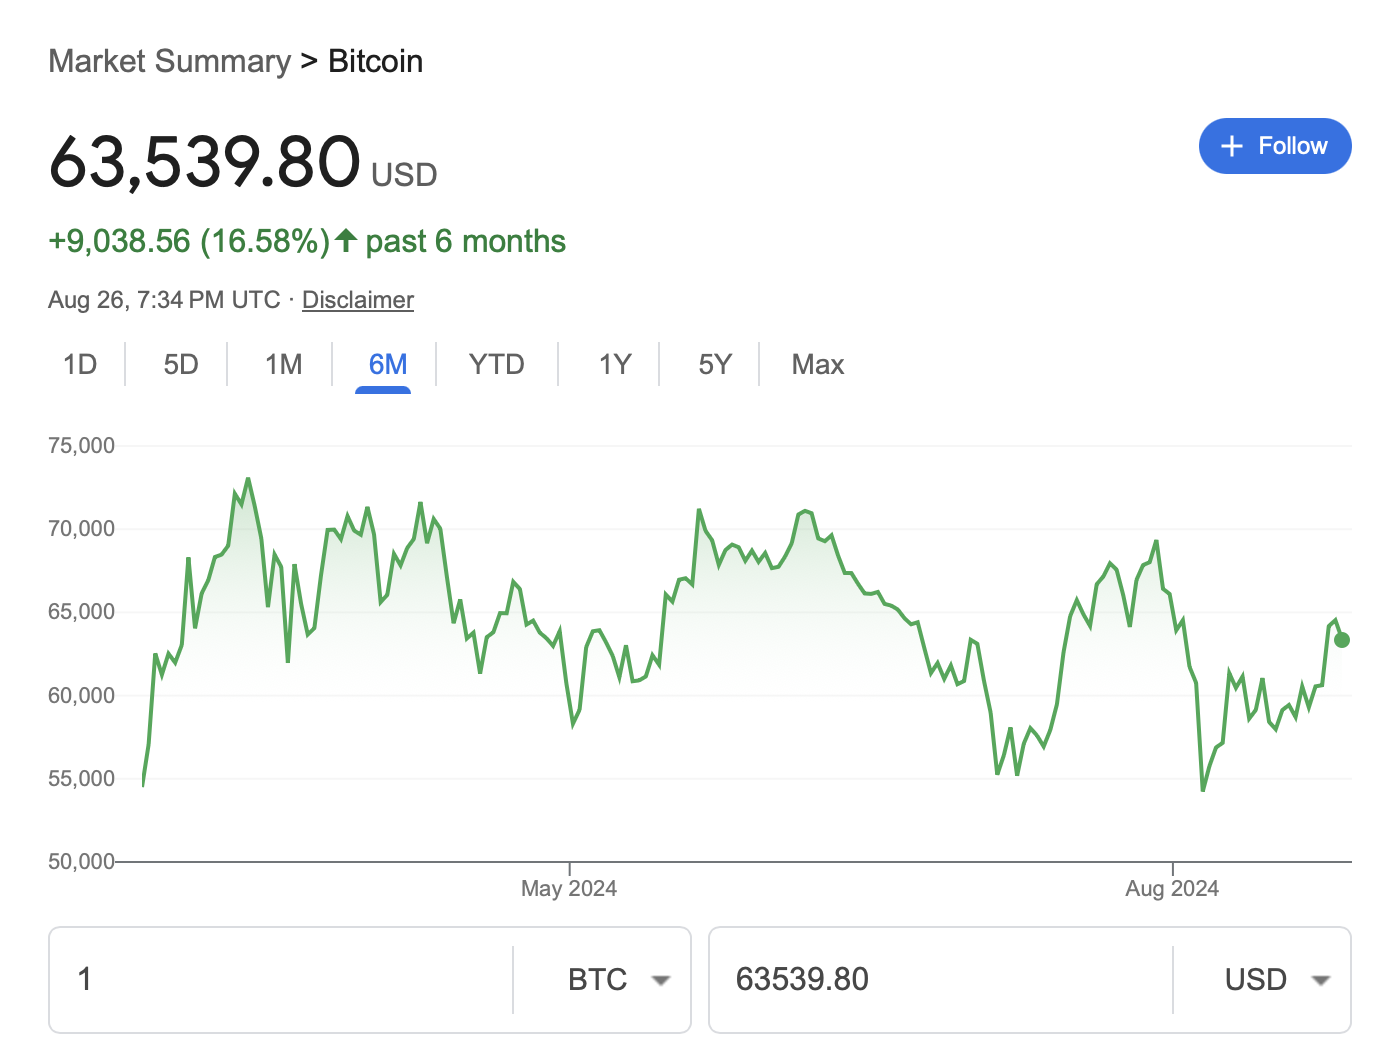 Market Summary > Bitcoin
63,539.80 USD
+ Follow
+9,038.56 (16.58%) ↑ past 6 months
Aug 26, 7:34 PM UTC · Disclaimer
1D 5D 1M 6M YTD 1Y 5Y Max
75,000
70,000
65,000
60,000
55,000
50,000
May 2024 Aug 2024
1 BTC 63539.80 USD